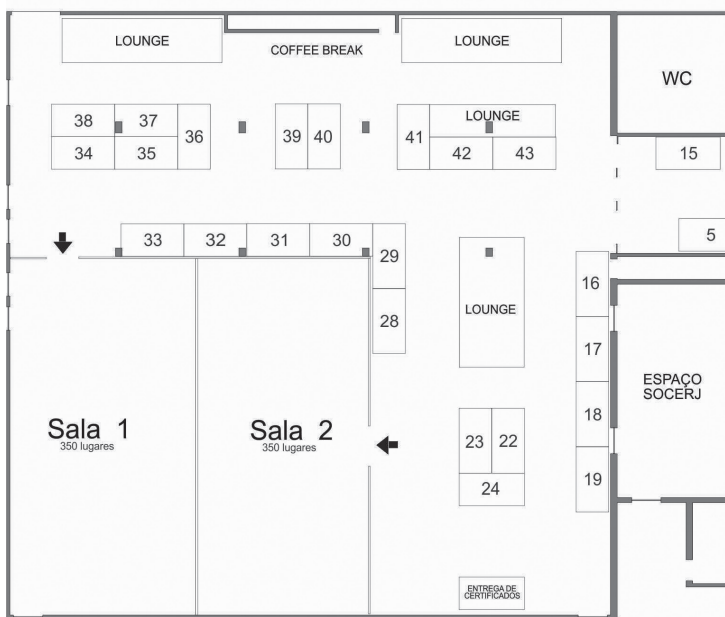 LOUNGE
COFFEE BREAK
LOUNGE
WC
38
37
36
34
35
39
40
41
LOUNGE
42
43
15
5
33
32
31
30
29
28
LOUNGE
16
17
18
19
ESPAÇO
SOCERJ
Sala 1
350 lugares
Sala 2
350 lugares
23
22
24
ENTREGA DE
CERTIFICADOS